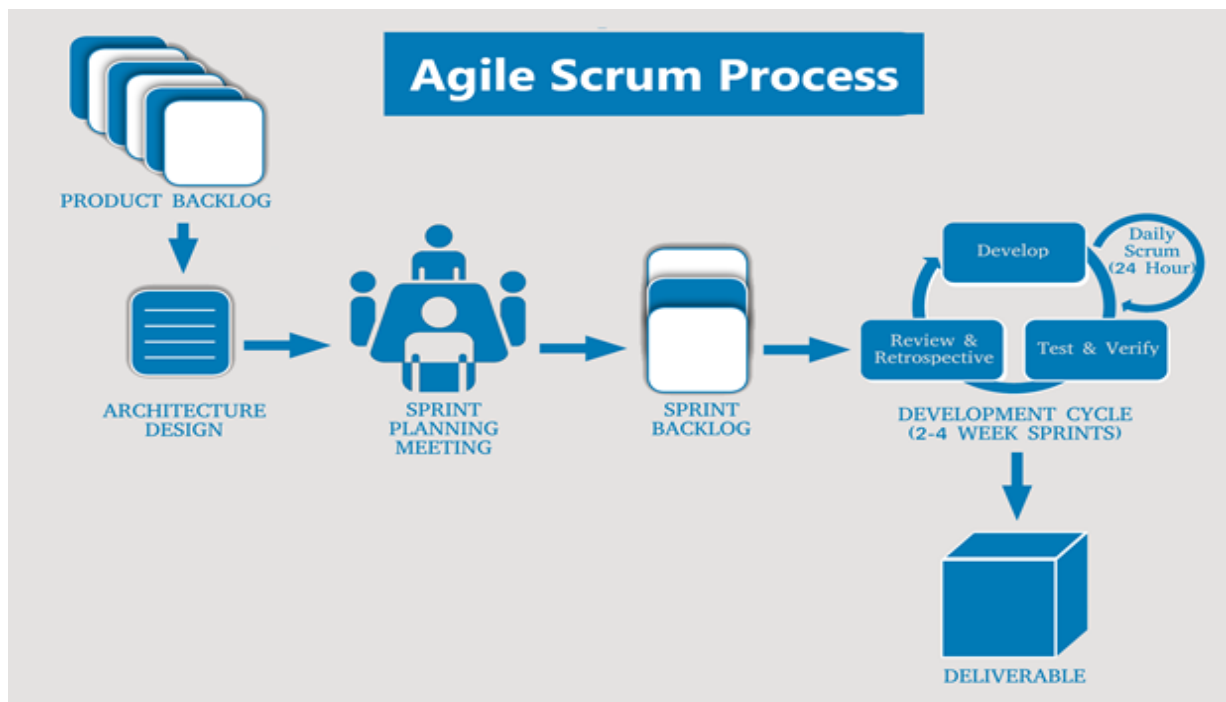 Agile Scrum Process
PRODUCT BACKLOG
ARCHITECTURE
DESIGN
SPRINT
PLANNING
MEETING
SPRINT
BACKLOG
Develop
Daily
Scrum
(24 Hour)
Review &
Retrospective
Test & Verify
DEVELOPMENT CYCLE
(2-4 WEEK SPRINTS)
DELIVERABLE